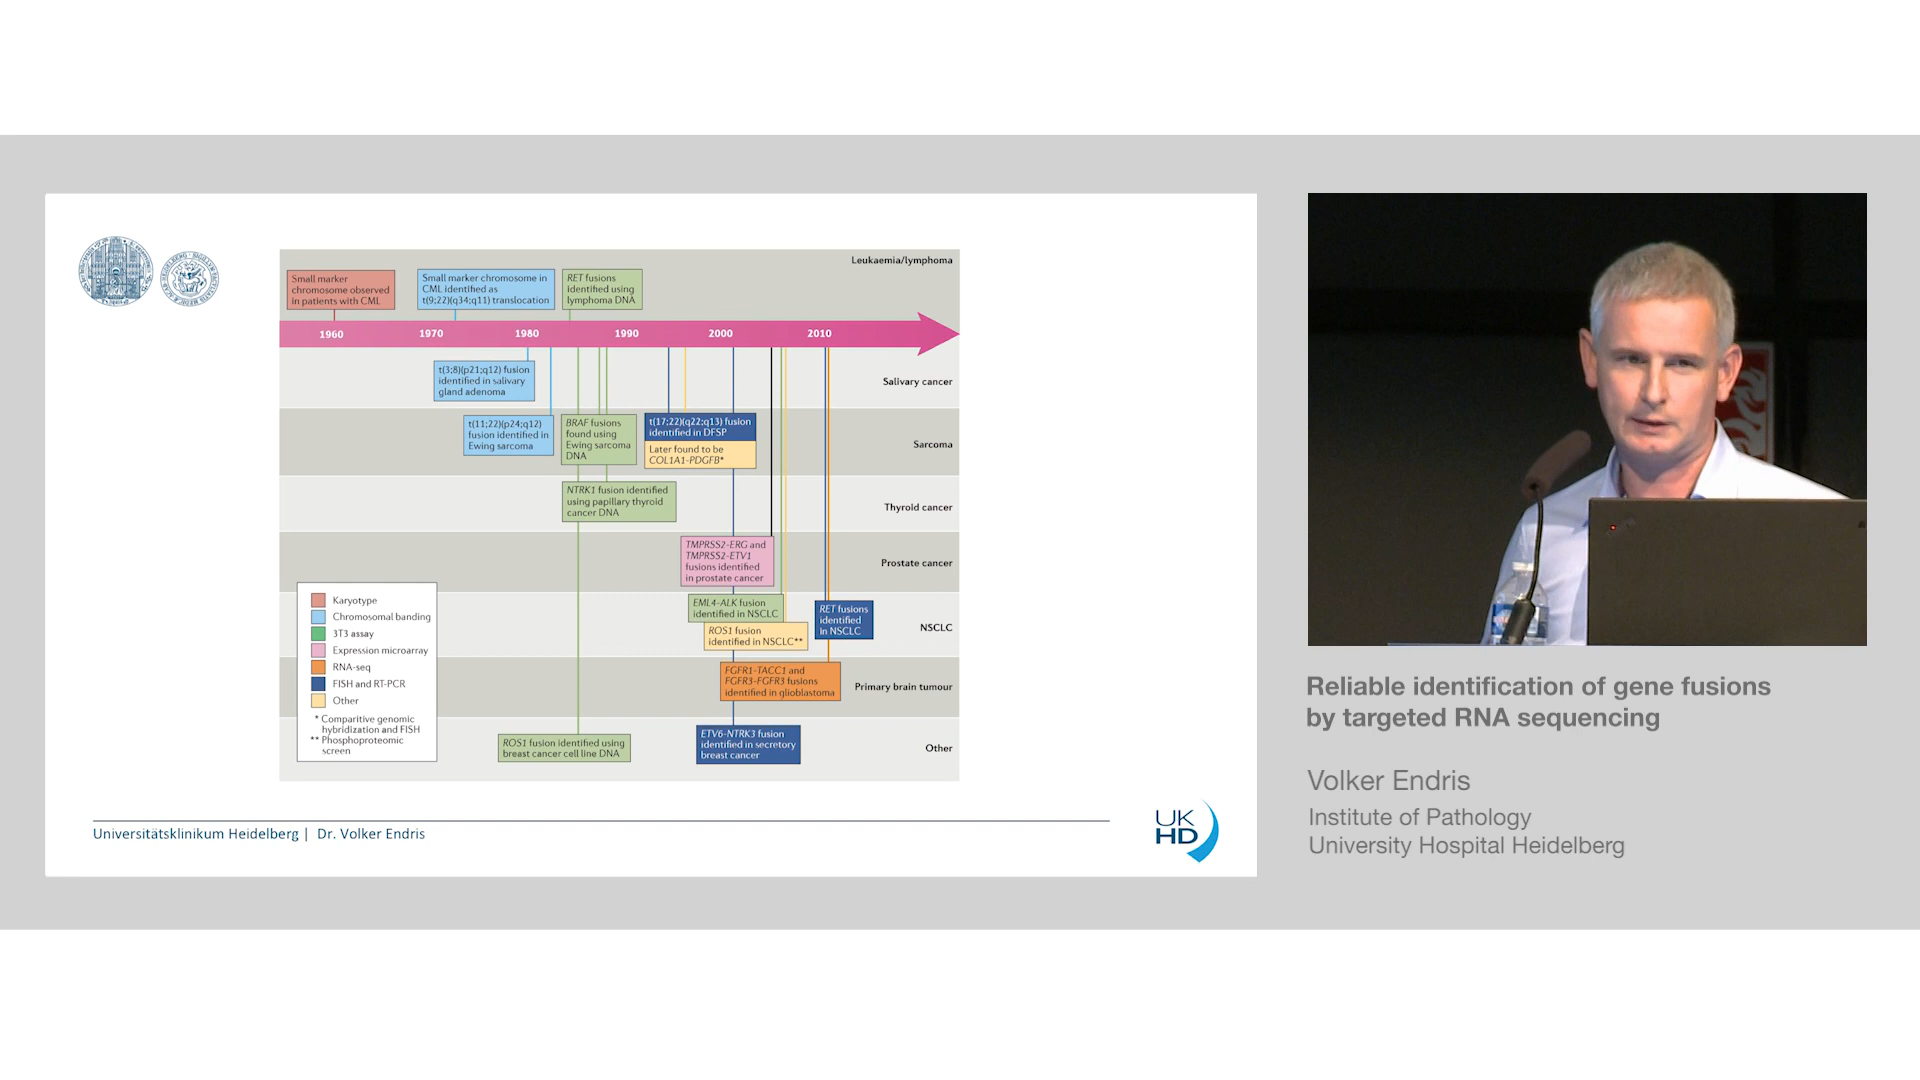 Leukaemia/lymphoma
Small marker
chromosome observed
in patients with CML
Small marker chromosome in
CML identified as
t(9;22)(q34;q11) translocation
RET fusions
identified using
lymphoma DNA
1960
1970
1980
1990
2000
2010
t(3;8)(p21;q12) fusion
identified in salivary
gland adenoma
Salivary cancer
t(11;22)(p24;q12)
fusion identified in
Ewing sarcoma
BRAF fusions
found using
Ewing sarcoma
DNA
t(17;22)(q22;q13) fusion
identified in DFSP
Later found to be
COL1A1-PDGFB*
Sarcoma
NTRK1 fusion identified
using papillary thyroid
cancer DNA
Thyroid cancer
TMPRSS2-ERG and
TMPRSS2-ETV1
fusions identified
in prostate cancer
Prostate cancer
EML4-ALK fusion
identified in NSCLC
ROS1 fusion
identified in NSCLC**
RET fusions
identified
in NSCLC
NSCLC
FGFR1-TACC1 and
FGFR3-FGFR3 fusions
identified in glioblastoma
Primary brain tumour
ROS1 fusion identified using
breast cancer cell line DNA
ETV6-NTRK3 fusion
identified in secretory
breast cancer
Other
Karyotype
Chromosomal banding
3T3 assay
Expression microarray
RNA-seq
FISH and RT-PCR
Other
* Comparitive genomic
hybridization and FISH
** Phosphoproteomic
screen
Universitätsklinikum Heidelberg | Dr. Volker Endris
UK
HD
Reliable identification of gene fusions
by targeted RNA sequencing
Volker Endris
Institute of Pathology
University Hospital Heidelberg